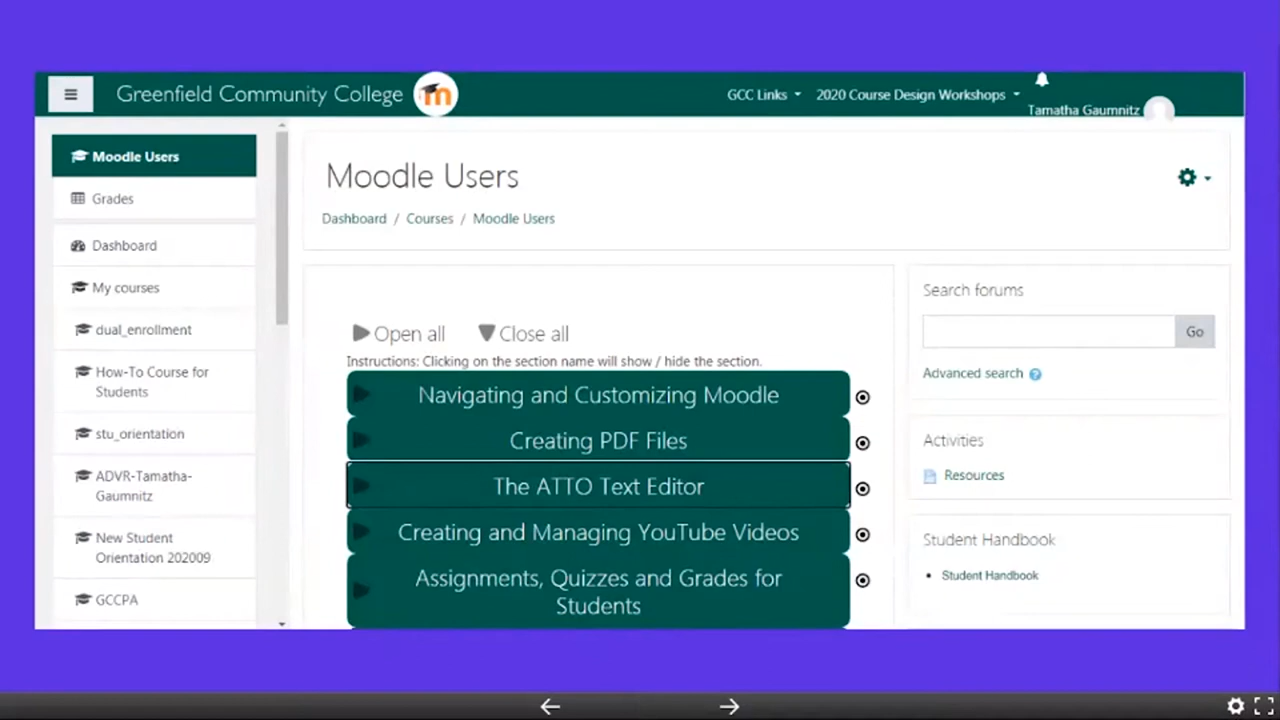 Greenfield Community College
GCC Links
2020 Course Design Workshops
Tamatha Gaumnitz
Moodle Users
Grades
Dashboard
My courses
dual_enrollment
How-To Course for
Students
stu_orientation
ADVR-Tamatha-
Gaumnitz
New Student
Orientation 202009
GCCPA
Moodle Users
Dashboard / Courses / Moodle Users
Open all Close all
Instructions: Clicking on the section name will show / hide the section.
Navigating and Customizing Moodle
Creating PDF Files
The ATTO Text Editor
Creating and Managing YouTube Videos
Assignments, Quizzes and Grades for
Students
Search forums
Go
Advanced search
Activities
Resources
Student Handbook
• Student Handbook